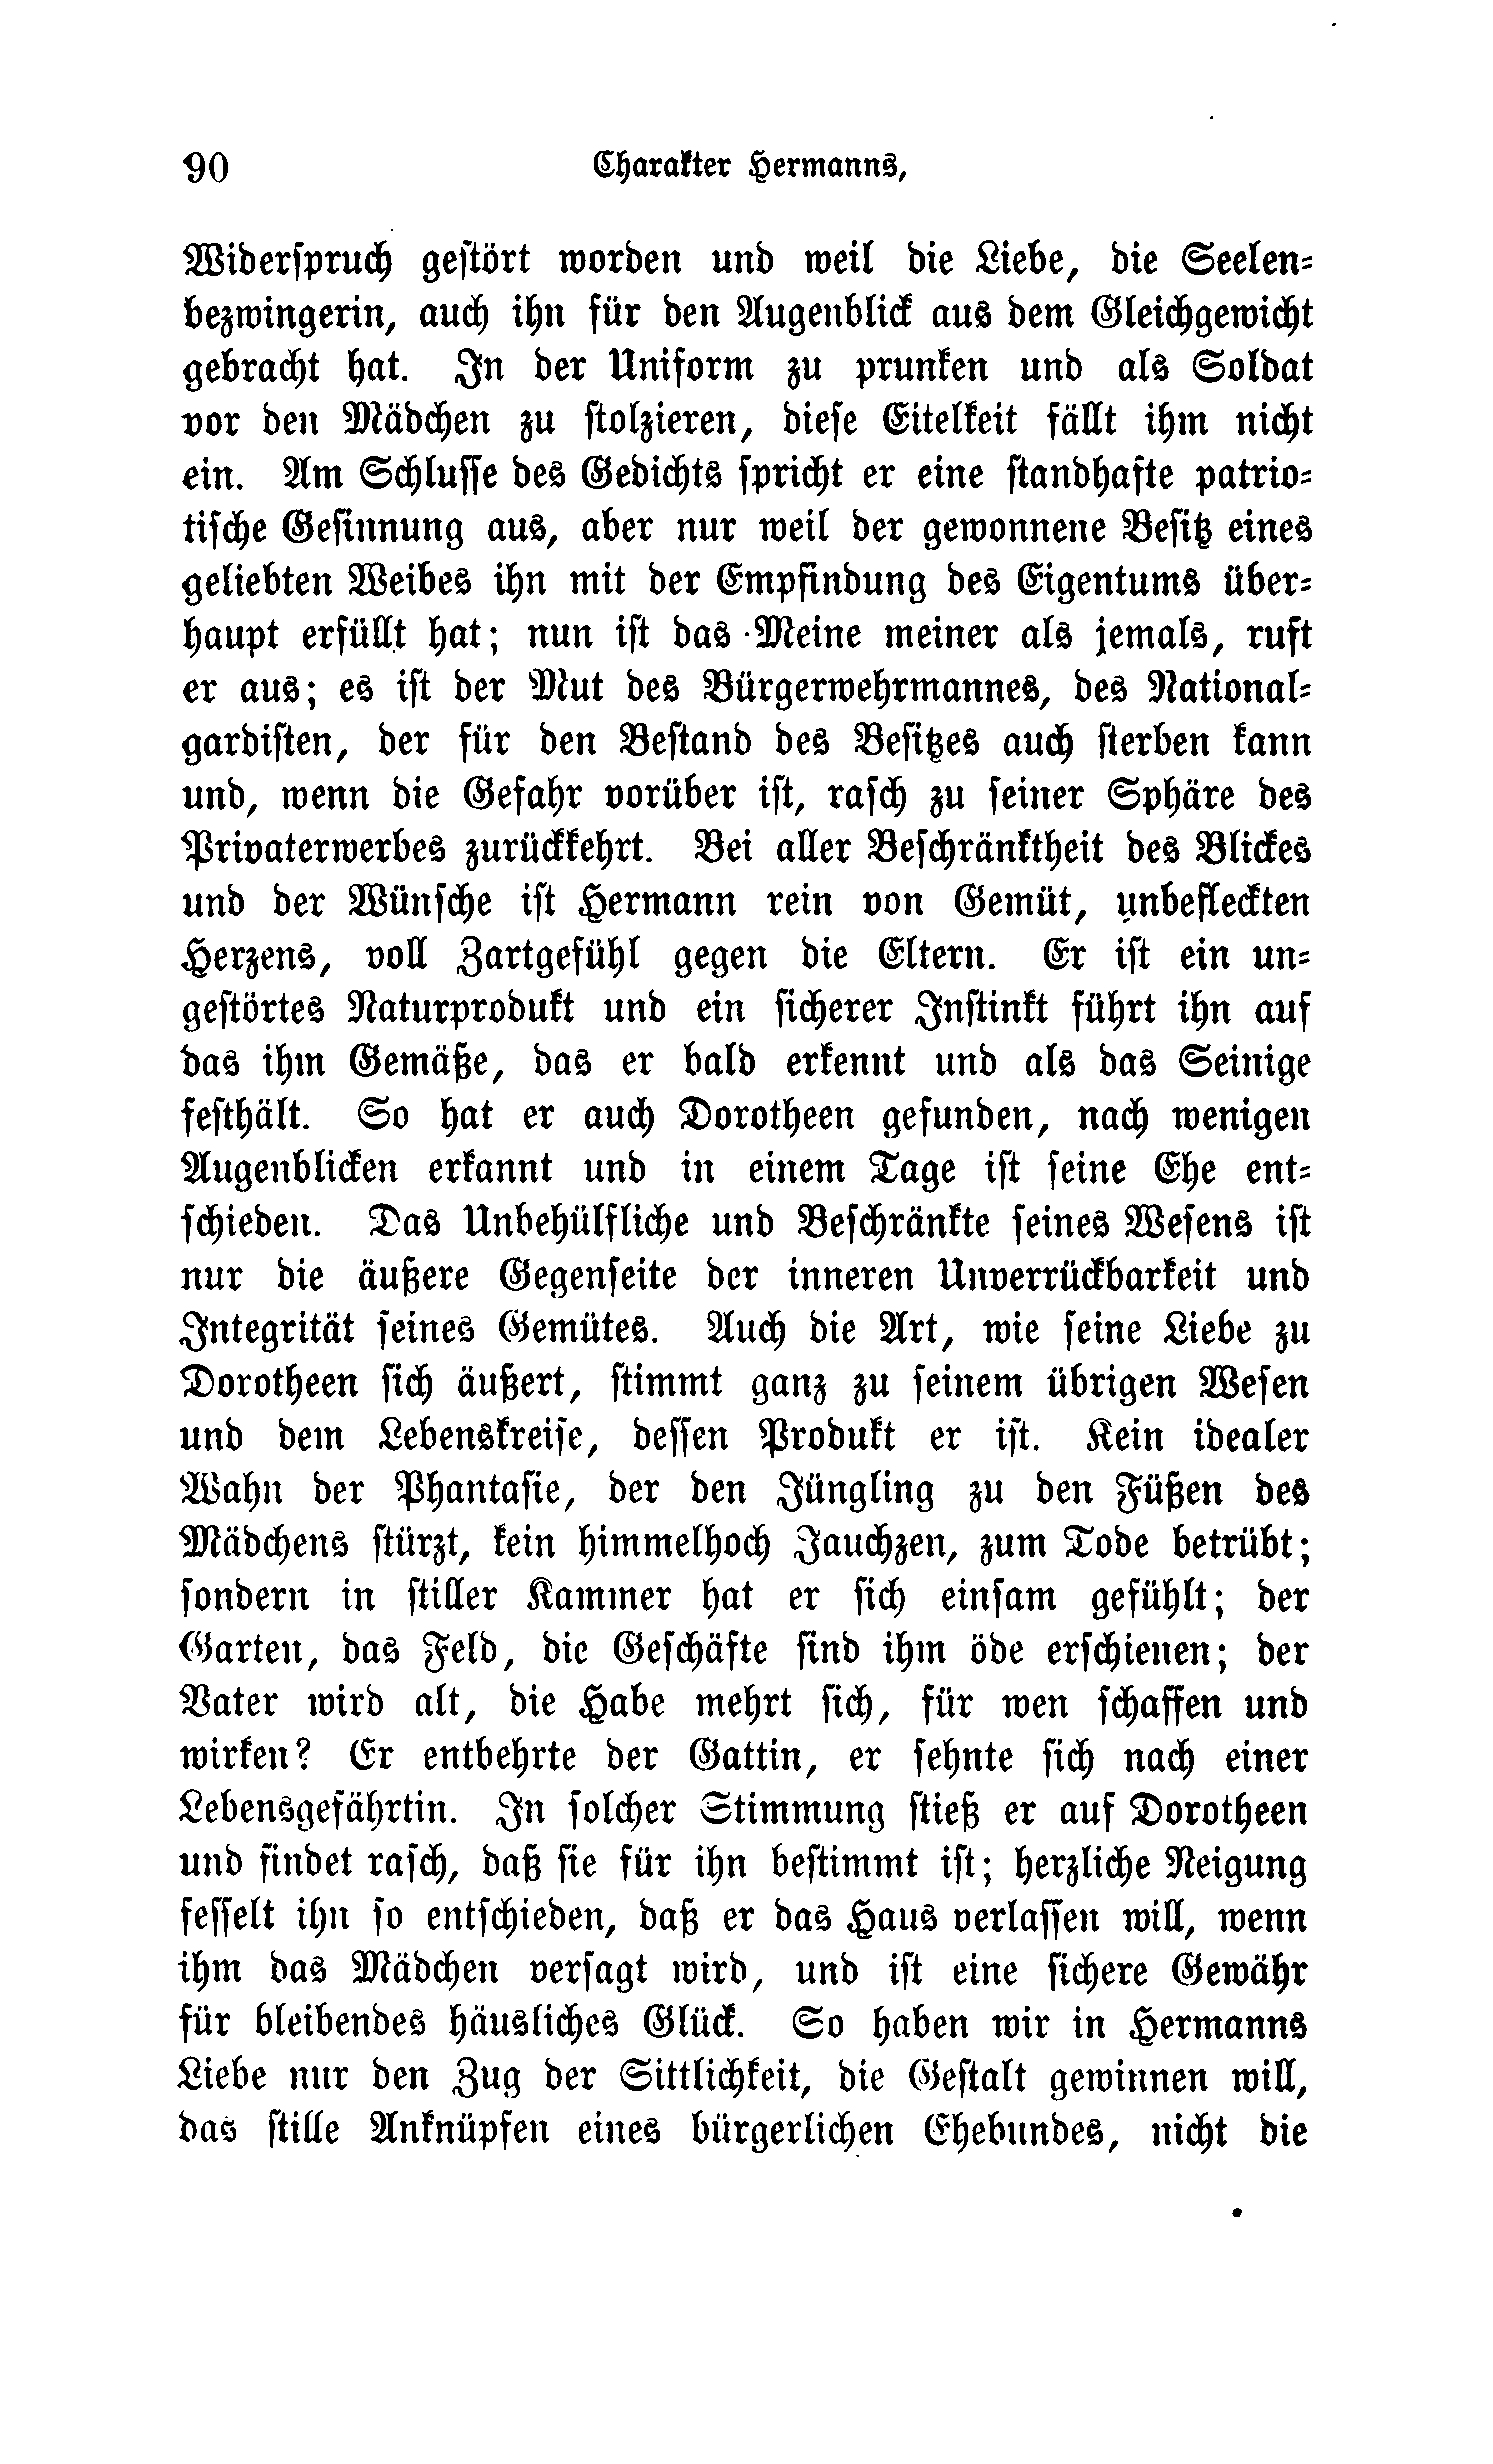 90 Charakter Hermanns,
Widerspruch gestört worden und weil die Liebe, die Seelen-
bezwingerin, auch ihn für den Augenblick aus dem Gleichgewicht
gebracht hat. In der Uniform zu prunken und als Soldat
vor den Mädchen zu stolzieren, diese Eitelkeit fällt ihm nicht
ein. Am Schlusse des Gedichts spricht er eine standhafte patrio-
tische Gesinnung aus, aber nur weil der gewonnene Besitz eines
geliebten Weibes ihn mit der Empfindung des Eigentums über-
haupt erfüllt hat; nun ist das Meine meiner als jemals, ruft
er aus; es ist der Mut des Bürgerwehrmannes, des National-
gardisten, der für den Bestand des Besitzes auch sterben kann
und, wenn die Gefahr vorüber ist, rasch zu seiner Sphäre des
Privaterwerbes zurückkehrt. Bei aller Beschränktheit des Blickes
und der Wünsche ist Hermann rein von Gemüt, unbefleckten
Herzens, voll Zartgefühl gegen die Eltern. Er ist ein un-
gestörtes Naturprodukt und ein sicherer Instinkt führt ihn auf
das ihm Gemäße, das er bald erkennt und als das Seinige
festhält. So hat er auch Dorotheen gefunden, nach wenigen
Augenblicken erkannt und in einem Tage ist seine Ehe ent-
schieden. Das Unbehülfliche und Beschränkte seines Wesens ist
nur die äußere Gegenseite der inneren Unverrückbarkeit und
Integrität seines Gemütes. Auch die Art, wie seine Liebe zu
Dorotheen sich äußert, stimmt ganz zu seinem übrigen Wesen
und dem Lebenskreise, dessen Produkt er ist. Kein idealer
Wahn der Phantasie, der den Jüngling zu den Füßen des
Mädchens stürzt, kein himmelhoch Jauchzen, zum Tode betrübt;
sondern in stiller Kammer hat er sich einsam gefühlt; der
Garten, das Feld, die Geschäfte sind ihm öde erschienen; der
Vater wird alt, die Habe mehrt sich, für wen schaffen und
wirken? Er entbehrte der Gattin, er sehnte sich nach einer
Lebensgefährtin. In solcher Stimmung stieß er auf Dorotheen
und findet rasch, daß sie für ihn bestimmt ist; herzliche Neigung
fesselt ihn so entschieden, daß er das Haus verlassen will, wenn
ihm das Mädchen versagt wird, und ist eine sichere Gewähr
für bleibendes häusliches Glück. So haben wir in Hermanns
Liebe nur den Zug der Sittlichkeit, die Gestalt gewinnen will,
das stille Anknüpfen eines bürgerlichen Ehebundes, nicht die